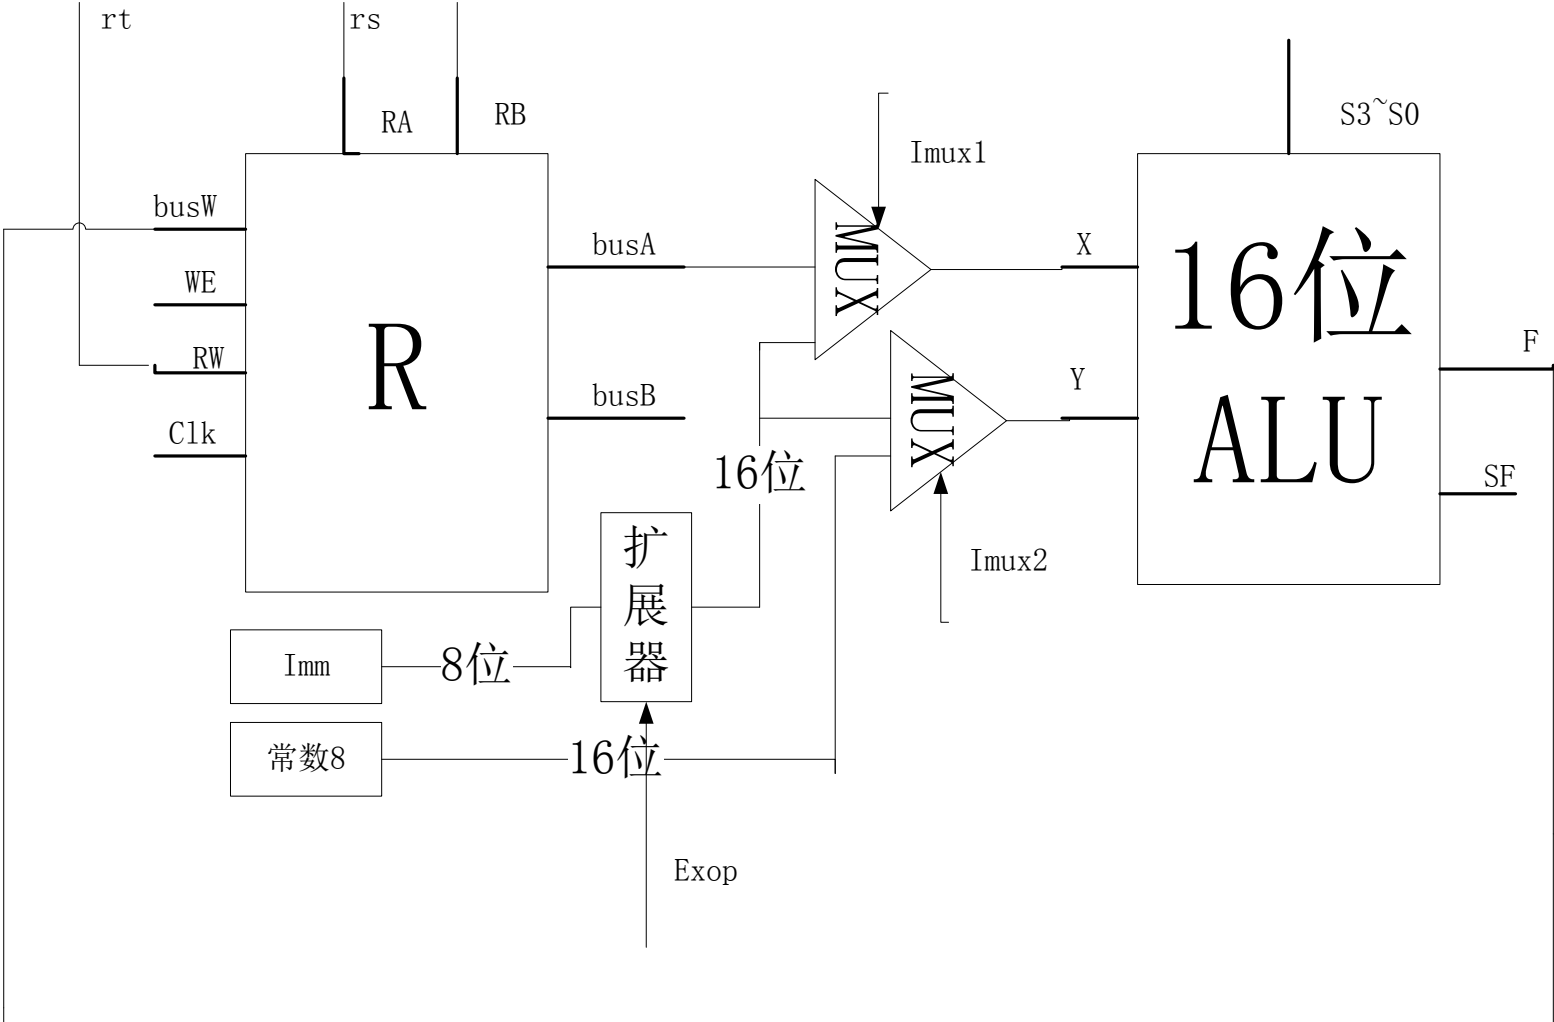 rt
rs
RA
RB
S3~S0
Imux1
busW
WE
RW
Clk
R
busA
busB
MUX
MUX
X
Y
16位
ALU
F
SF
16位
Imux2
扩
展
器
Imm
8位
常数8
16位
Exop